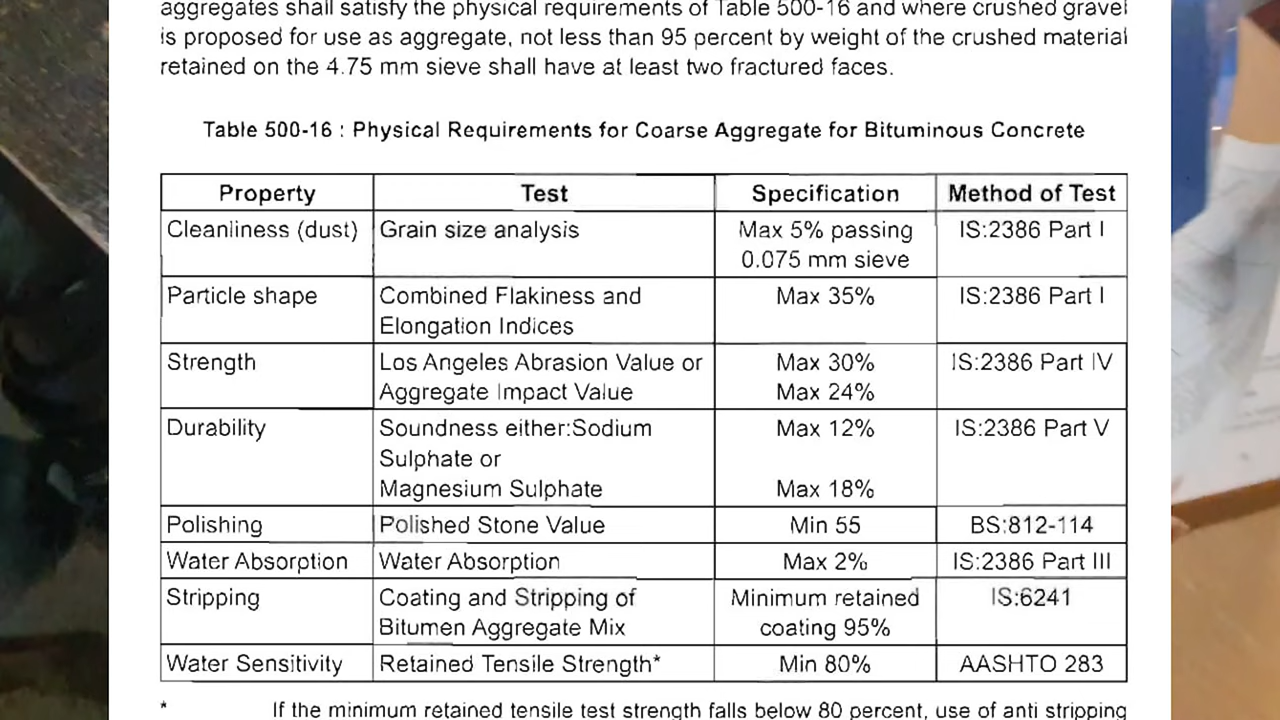 aggregates shall satisfy the physical requirements of Table 500-16 and where crushed gravel
is proposed for use as aggregate, not less than 95 percent by weight of the crushed material
retained on the 4.75 mm sieve shall have at least two fractured faces.
Table 500-16 : Physical Requirements for Coarse Aggregate for Bituminous Concrete
Property Test Specification Method of Test
Cleanliness (dust) Grain size analysis Max 5% passing IS:2386 Part I
0.075 mm sieve
Particle shape Combined Flakiness and Max 35% IS:2386 Part I
Elongation Indices
Strength Los Angeles Abrasion Value or Max 30% IS:2386 Part IV
Aggregate Impact Value Max 24%
Durability Soundness either:Sodium Max 12% IS:2386 Part V
Sulphate or
Magnesium Sulphate Max 18%
Polishing Polished Stone Value Min 55 BS:812-114
Water Absorption Water Absorption Max 2% IS:2386 Part III
Stripping Coating and Stripping of Minimum retained IS:6241
Bitumen Aggregate Mix coating 95%
Water Sensitivity Retained Tensile Strength* Min 80% AASHTO 283
* If the minimum retained tensile test strength falls below 80 percent, use of anti stripping